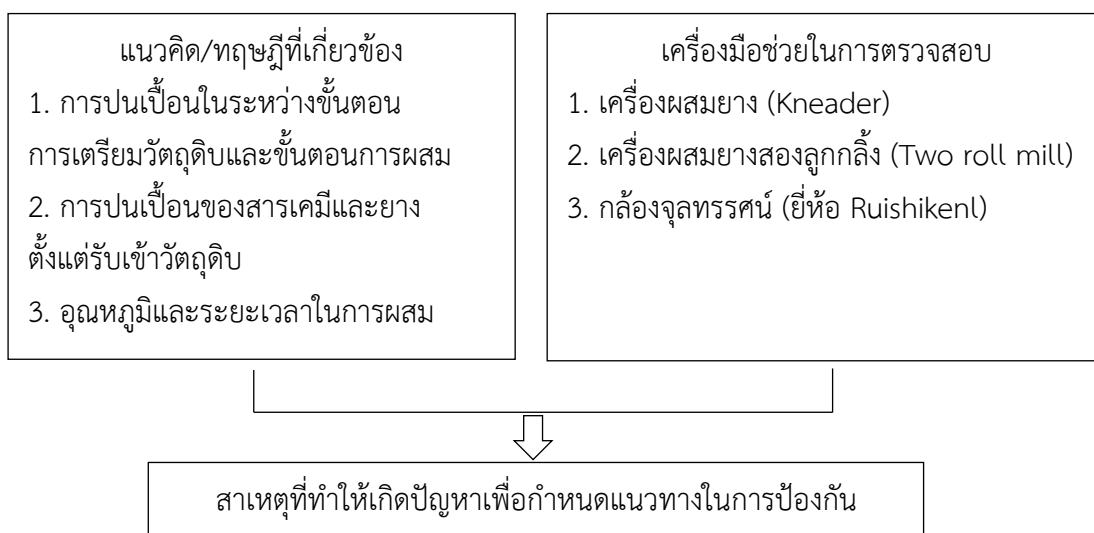 แนวคิด/ทฤษฎีที่เกี่ยวข้อง
1. การปนเปื้อนในระหว่างขั้นตอน
การเตรียมวัตถุดิบและขั้นตอนการผสม
2. การปนเปื้อนของสารเคมีและยาง
ตั้งแต่รับเข้าวัตถุดิบ
3. อุณหภูมิและระยะเวลาในการผสม
เครื่องมือช่วยในการตรวจสอบ
1. เครื่องผสมยาง (Kneader)
2. เครื่องผสมยางสองลูกกลิ้ง (Two roll mill)
3. กล้องจุลทรรศน์ (ยี่ห้อ Ruishikenl)
สาเหตุที่ทำให้เกิดปัญหาเพื่อกำหนดแนวทางในการป้องกัน